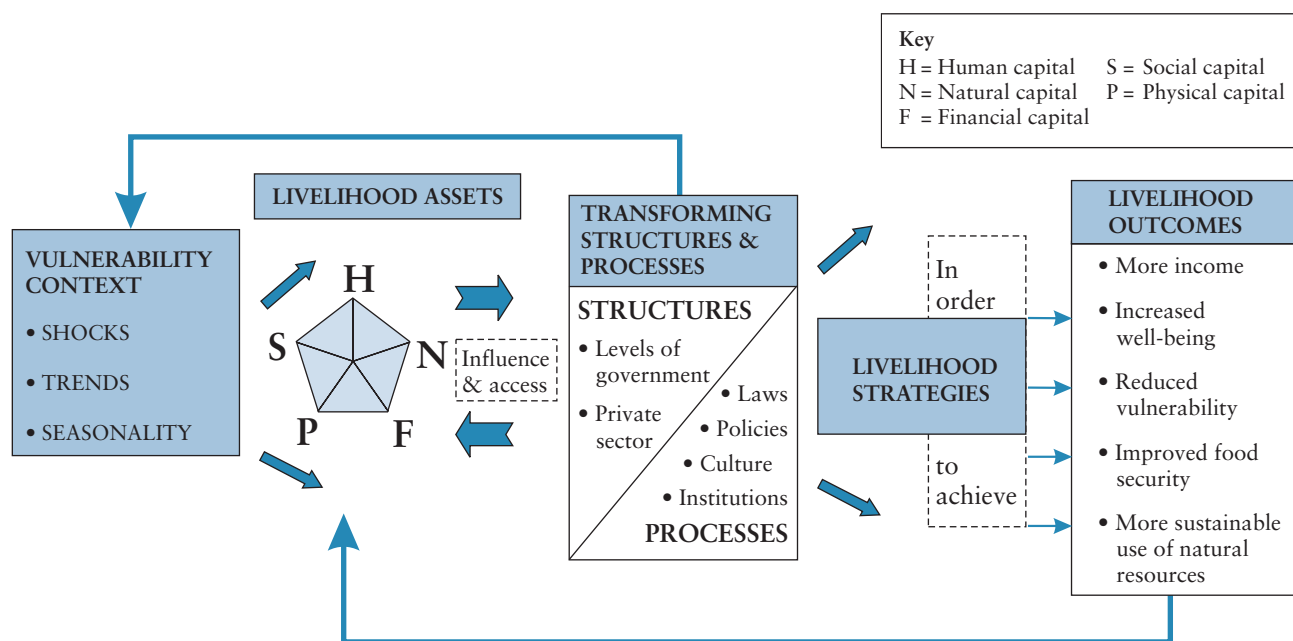 Key
H = Human capital S = Social capital
N = Natural capital P = Physical capital
F = Financial capital
LIVELIHOOD ASSETS
VULNERABILITY
CONTEXT
• SHOCKS
• TRENDS
• SEASONALITY
H
S
N
P
F
Influence
& access
TRANSFORMING
STRUCTURES &
PROCESSES
STRUCTURES
• Levels of
government
• Private
sector
• Laws
• Policies
• Culture
• Institutions
PROCESSES
In
order
LIVELIHOOD
STRATEGIES
to
achieve
LIVELIHOOD
OUTCOMES
• More income
• Increased
well-being
• Reduced
vulnerability
• Improved food
security
• More sustainable
use of natural
resources